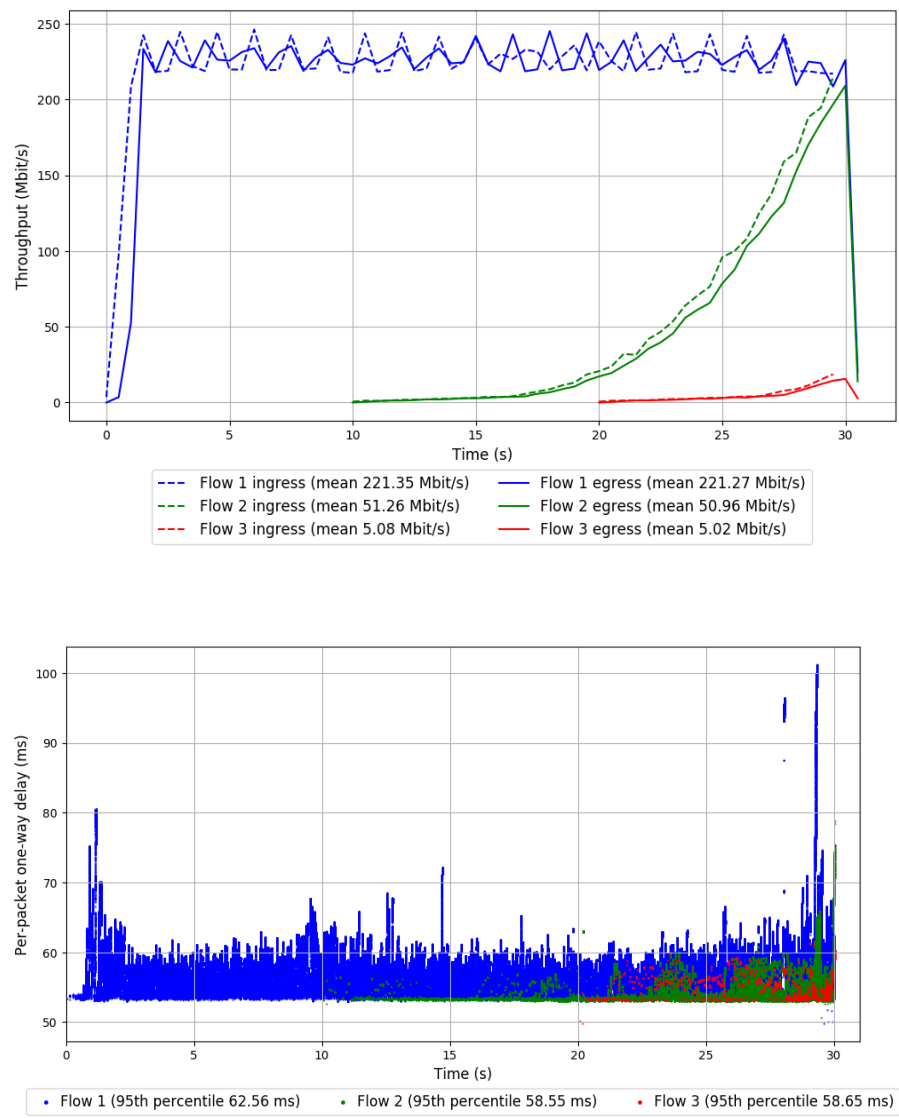 250
200
150
100
50
0
Throughput (Mbit/s)
0 5 10 15 20 25 30
Time (s)
Flow 1 ingress (mean 221.35 Mbit/s) Flow 1 egress (mean 221.27 Mbit/s)
Flow 2 ingress (mean 51.26 Mbit/s) Flow 2 egress (mean 50.96 Mbit/s)
Flow 3 ingress (mean 5.08 Mbit/s) Flow 3 egress (mean 5.02 Mbit/s)
100
90
80
70
60
50
Per-packet one-way delay (ms)
0 5 10 15 20 25 30
Time (s)
Flow 1 (95th percentile 62.56 ms) Flow 2 (95th percentile 58.55 ms) Flow 3 (95th percentile 58.65 ms)